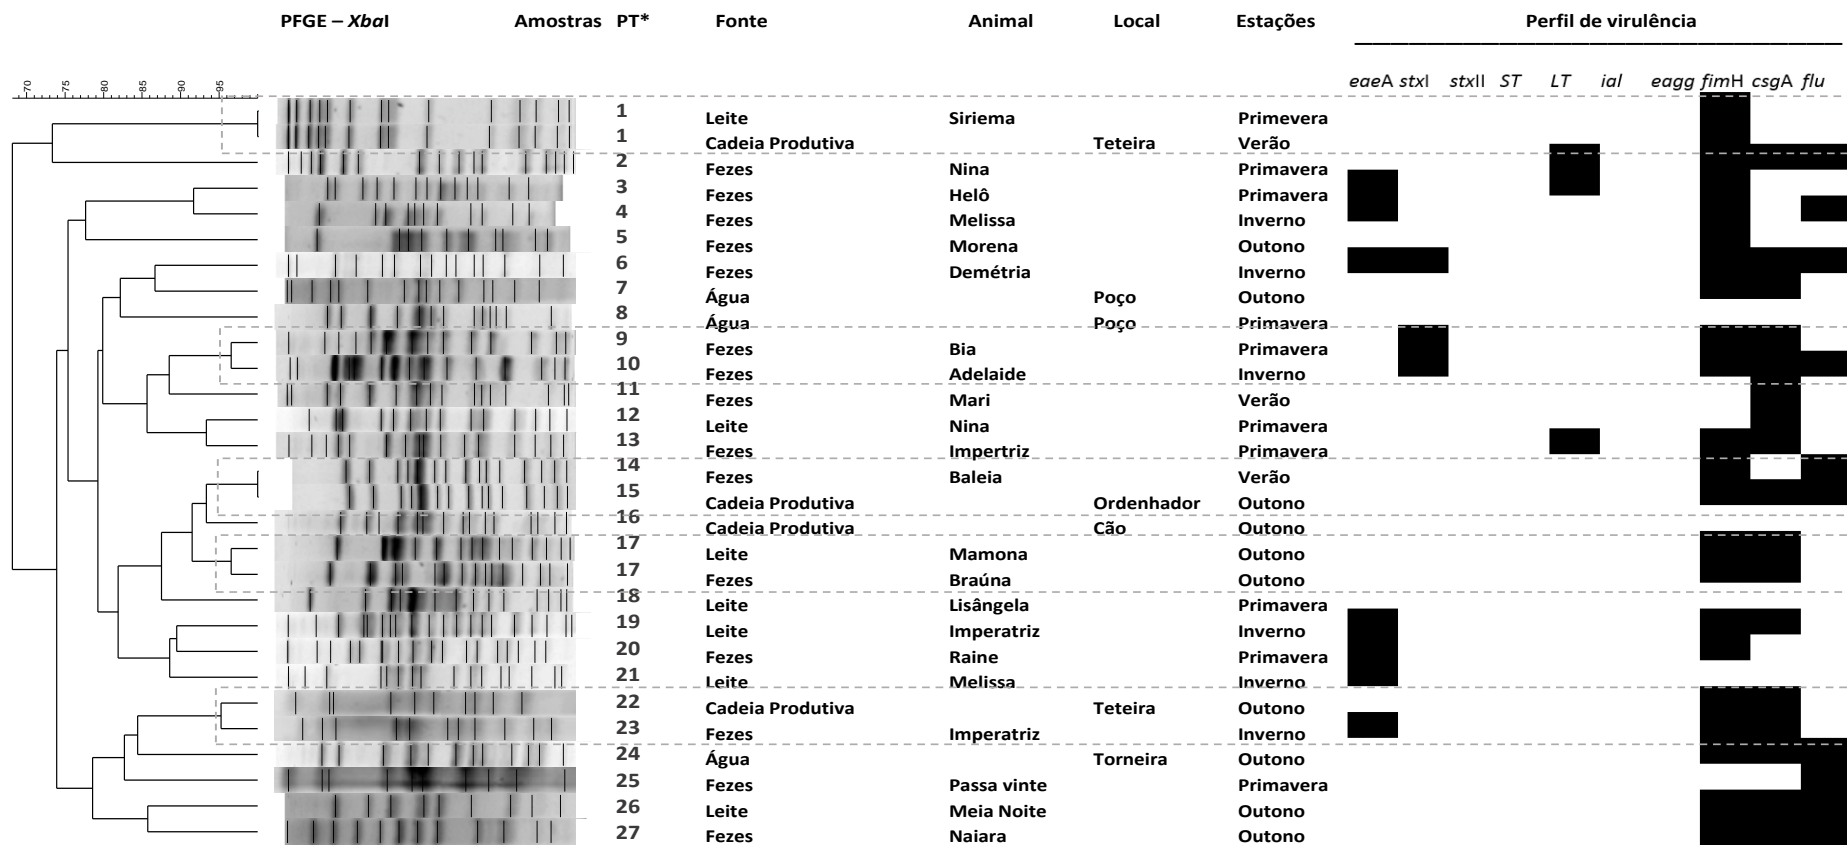 PFGE – XbaI Amostras PT* Fonte Animal Local Estações Perfil de virulência
70 75 80 85 90 95
eaeA stxI stxII ST LT ial eagg fimH csgA flu
1 Leite Siriema Primevera
1 Cadeia Produtiva Teteira Verão
2 Fezes Nina Primavera
3 Fezes Helô Primavera
4 Fezes Melissa Inverno
5 Fezes Morena Outono
6 Fezes Demétria Inverno
7 Água Poço Outono
8 Água Poço Primavera
9 Fezes Bia Primavera
10 Fezes Adelaide Inverno
11 Fezes Mari Verão
12 Leite Nina Primavera
13 Fezes Impertriz Primavera
14 Fezes Baleia Verão
15 Cadeia Produtiva Ordenhador Outono
16 Cadeia Produtiva Cão Outono
17 Leite Mamona Outono
17 Fezes Braúna Outono
18 Leite Lisângela Primavera
19 Leite Imperatriz Inverno
20 Fezes Raine Primavera
21 Leite Melissa Inverno
22 Cadeia Produtiva Teteira Outono
23 Fezes Imperatriz Inverno
24 Água Torneira Outono
25 Fezes Passa vinte Primavera
26 Leite Meia Noite Outono
27 Fezes Naiara Outono